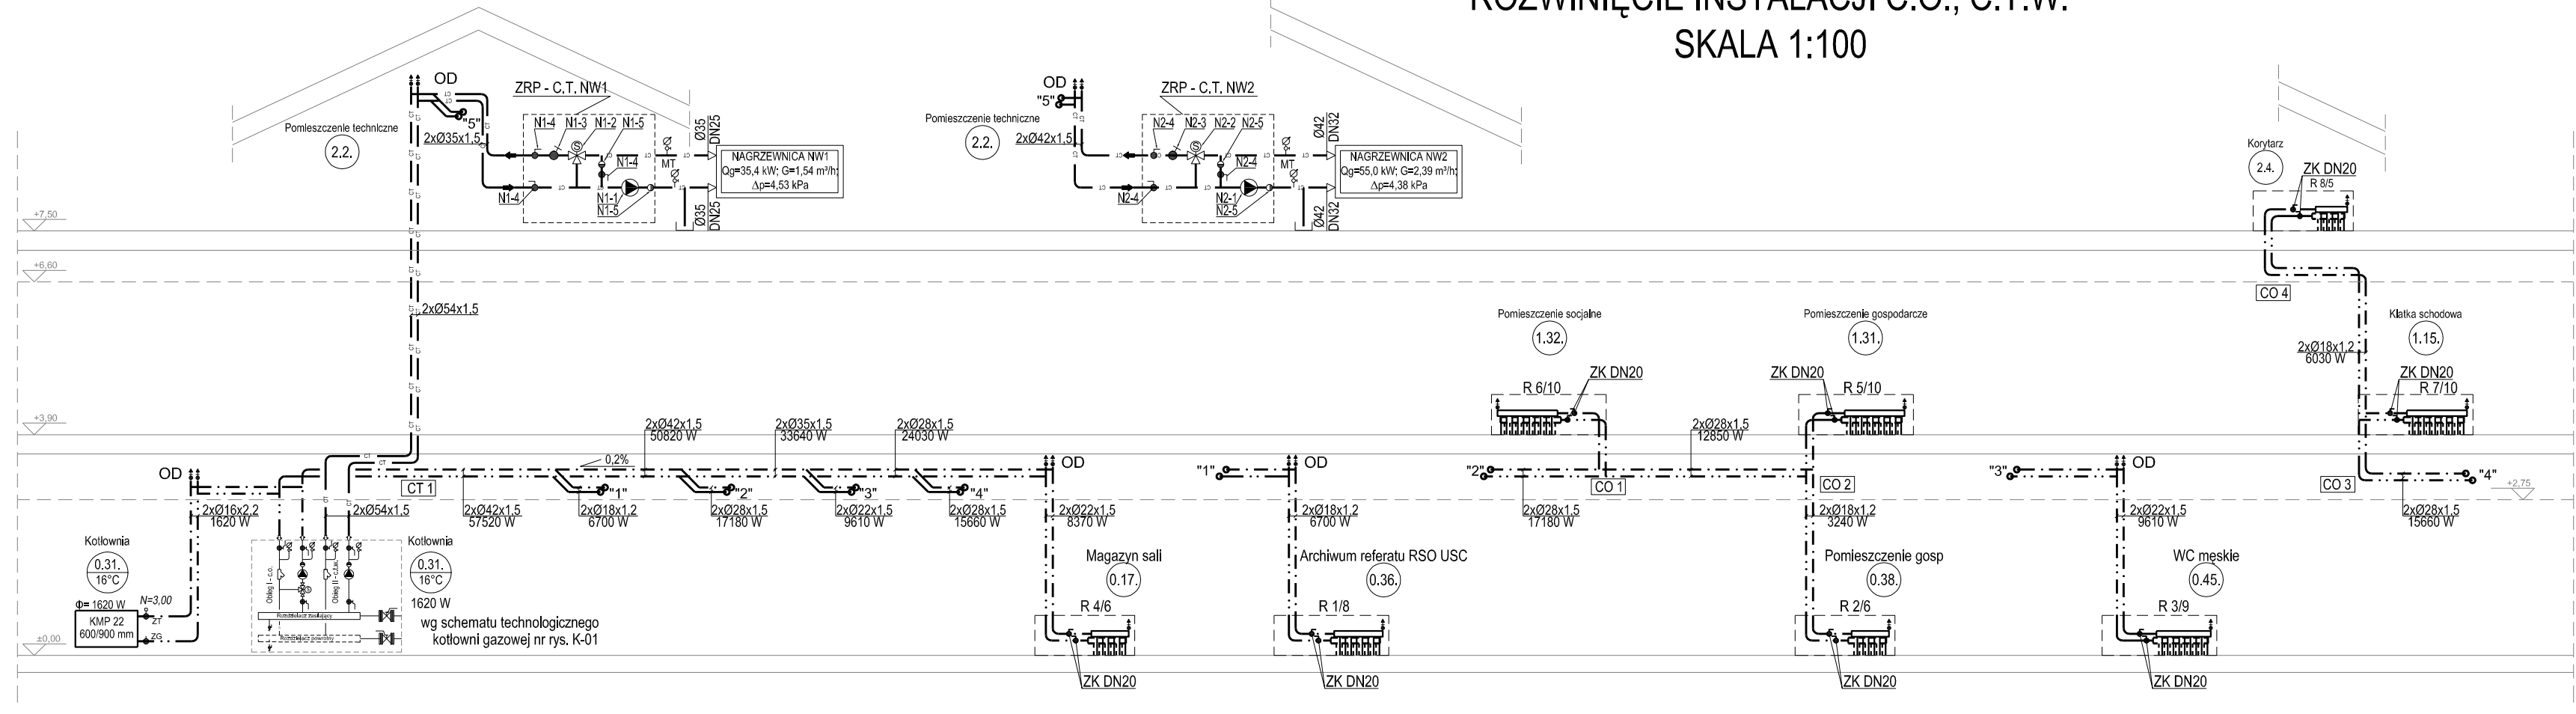 ROZWINIĘCIE INSTALACJI C.O., C.T.W.
SKALA 1:100
OD
"5"
2xØ35x1,5
Pomieszczenie techniczne
2.2.
ZRP - C.T. NW1
N1-4
N1-3
N1-2
N1-5
N1-4
N1-4
N1-1
N1-5
MT
Ø35
DN25
Ø35
DN25
NAGRZEWNICA NW1
Qg=35,4 kW; G=1,54 m³/h;
Δp=4,53 kPa
OD
"5"
2xØ42x1,5
Pomieszczenie techniczne
2.2.
ZRP - C.T. NW2
N2-4
N2-3
N2-2
N2-5
N2-4
N2-4
N2-1
N2-5
MT
Ø42
DN32
Ø42
DN32
NAGRZEWNICA NW2
Qg=55,0 kW; G=2,39 m³/h;
Δp=4,38 kPa
Korytarz
2.4.
ZK DN20
R 8/5
+7,50
+6,60
CO 4
2xØ54x1,5
Pomieszczenie socjalne
1.32.
Pomieszczenie gospodarcze
1.31.
Klatka schodowa
1.15.
2xØ18x1,2
6030 W
ZK DN20
R 6/10
ZK DN20
R 5/10
ZK DN20
R 7/10
+3,90
2xØ42x1,5
50820 W
2xØ35x1,5
33640 W
2xØ28x1,5
24030 W
2xØ28x1,5
12850 W
0,2%
OD
OD
"1"
OD
"2"
"3"
OD
"4"
CT 1
"1"
"2"
"3"
"4"
CO 1
CO 2
CO 3
+2,75
2xØ16x2,2
1620 W
2xØ54x1,5
2xØ42x1,5
57520 W
2xØ18x1,2
6700 W
2xØ28x1,5
17180 W
2xØ22x1,5
9610 W
2xØ28x1,5
15660 W
2xØ22x1,5
8370 W
2xØ18x1,2
6700 W
2xØ28x1,5
17180 W
2xØ18x1,2
3240 W
2xØ22x1,5
9610 W
2xØ28x1,5
15660 W
Kotłownia
0.31.
16°C
Φ= 1620 W
N=3,00
KMP 22
600/900 mm
ZT
ZG
Obieg I - c.o.
Obieg II - c.t.w.
Rozdzielacz zasilający
Rozdzielacz powrotny
Kotłownia
0.31.
16°C
1620 W
wg schematu technologicznego
kotłowni gazowej nr rys. K-01
Magazyn sali
0.17.
R 4/6
ZK DN20
Archiwum referatu RSO USC
0.36.
R 1/8
ZK DN20
Pomieszczenie gosp
0.38.
R 2/6
ZK DN20
WC męskie
0.45.
R 3/9
ZK DN20
±0,00